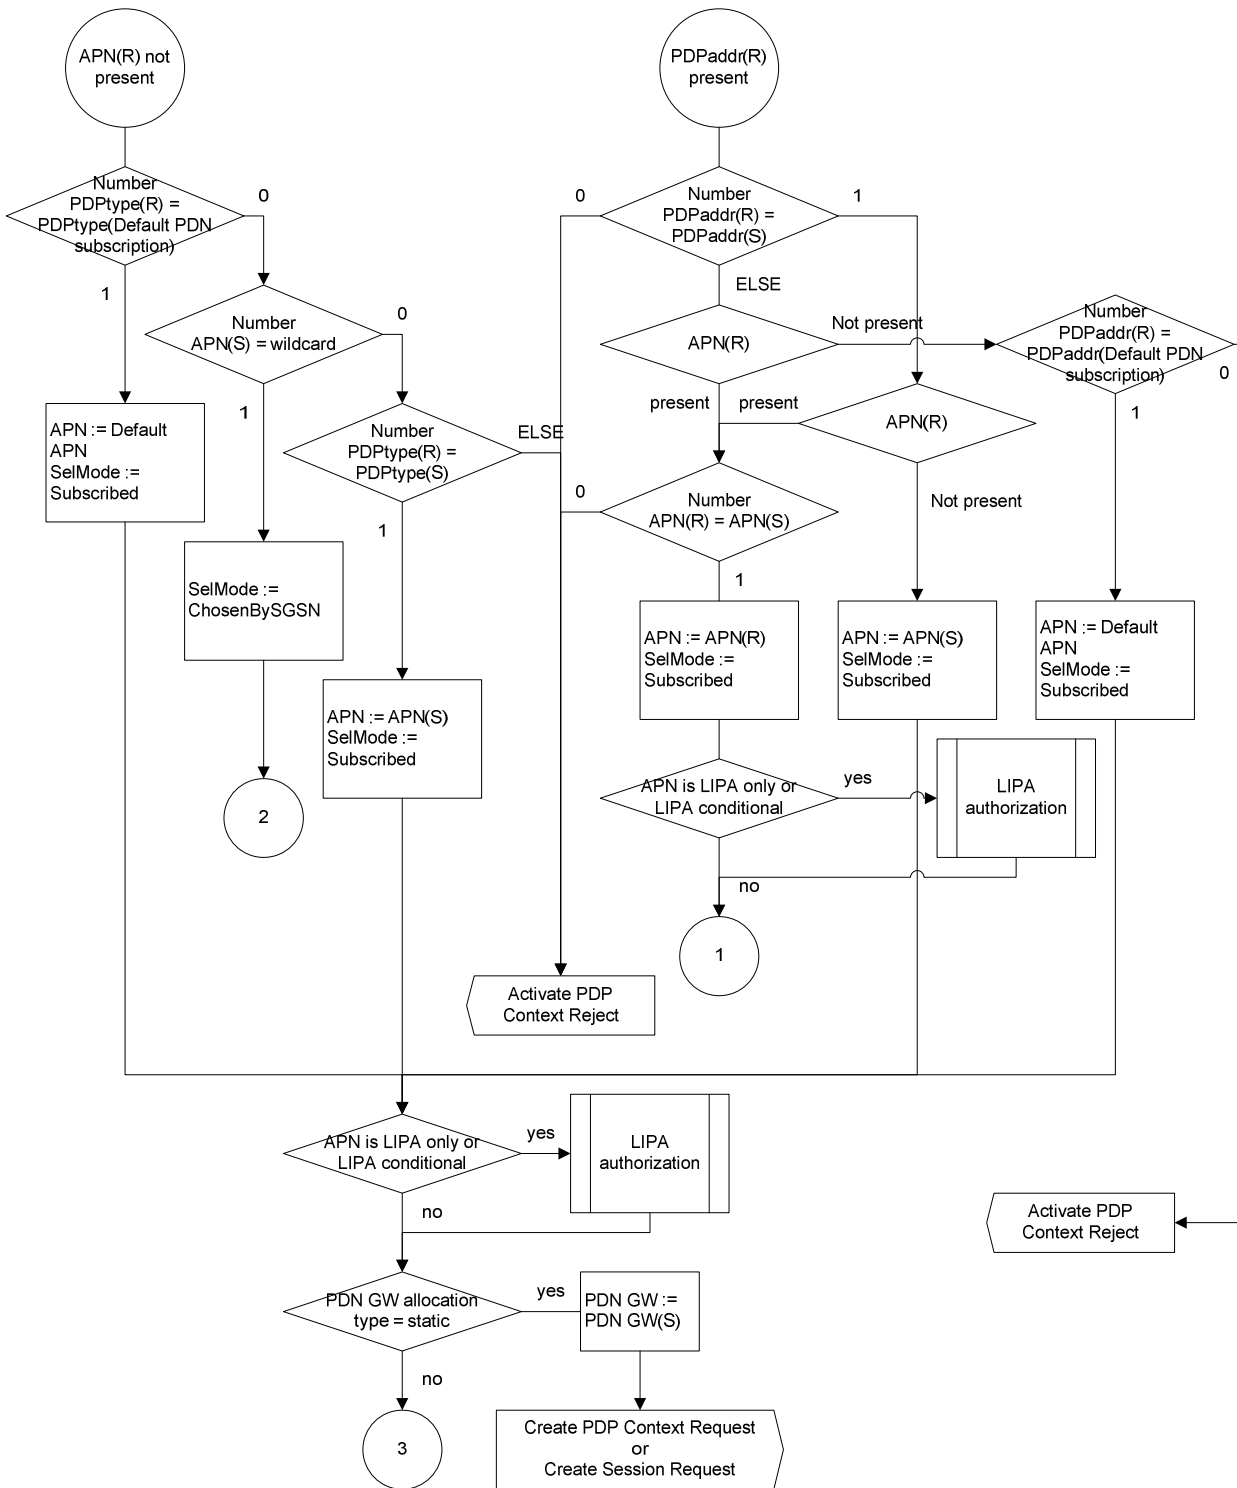 APN(R) not
present
PDPaddr(R)
present
Number
PDPtype(R) =
PDPtype(Default PDN
subscription)
0
1
Number
APN(S) = wildcard
0
1
Number
PDPtype(R) =
PDPtype(S)
ELSE
1
APN := Default
APN
SelMode :=
Subscribed
SelMode :=
ChosenBySGSN
APN := APN(S)
SelMode :=
Subscribed
2
0
Number
PDPaddr(R) =
PDPaddr(S)
1
ELSE
APN(R)
Not present
Number
PDPaddr(R) =
PDPaddr(Default PDN
subscription)
0
1
present
present
APN(R)
Not present
0
Number
APN(R) = APN(S)
1
APN := APN(R)
SelMode :=
Subscribed
APN := APN(S)
SelMode :=
Subscribed
APN := Default
APN
SelMode :=
Subscribed
APN is LIPA only or
LIPA conditional
yes
LIPA
authorization
no
1
Activate PDP
Context Reject
APN is LIPA only or
LIPA conditional
yes
LIPA
authorization
no
Activate PDP
Context Reject
PDN GW allocation
type = static
yes
PDN GW :=
PDN GW(S)
no
3
Create PDP Context Request
or
Create Session Request